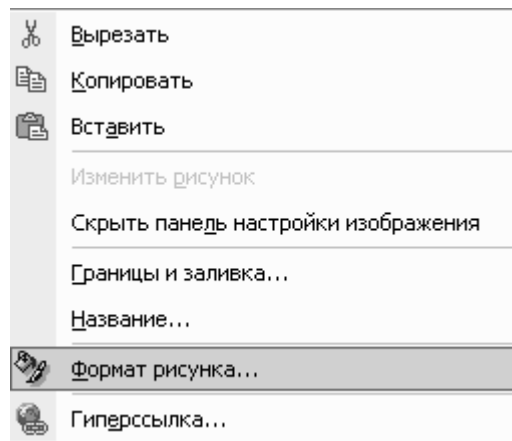 Вырезать
Копировать
Вставить
Изменить рисунок
Скрыть панель настройки изображения
Границы и заливка...
Название...
Формат рисунка...
Гиперссылка...